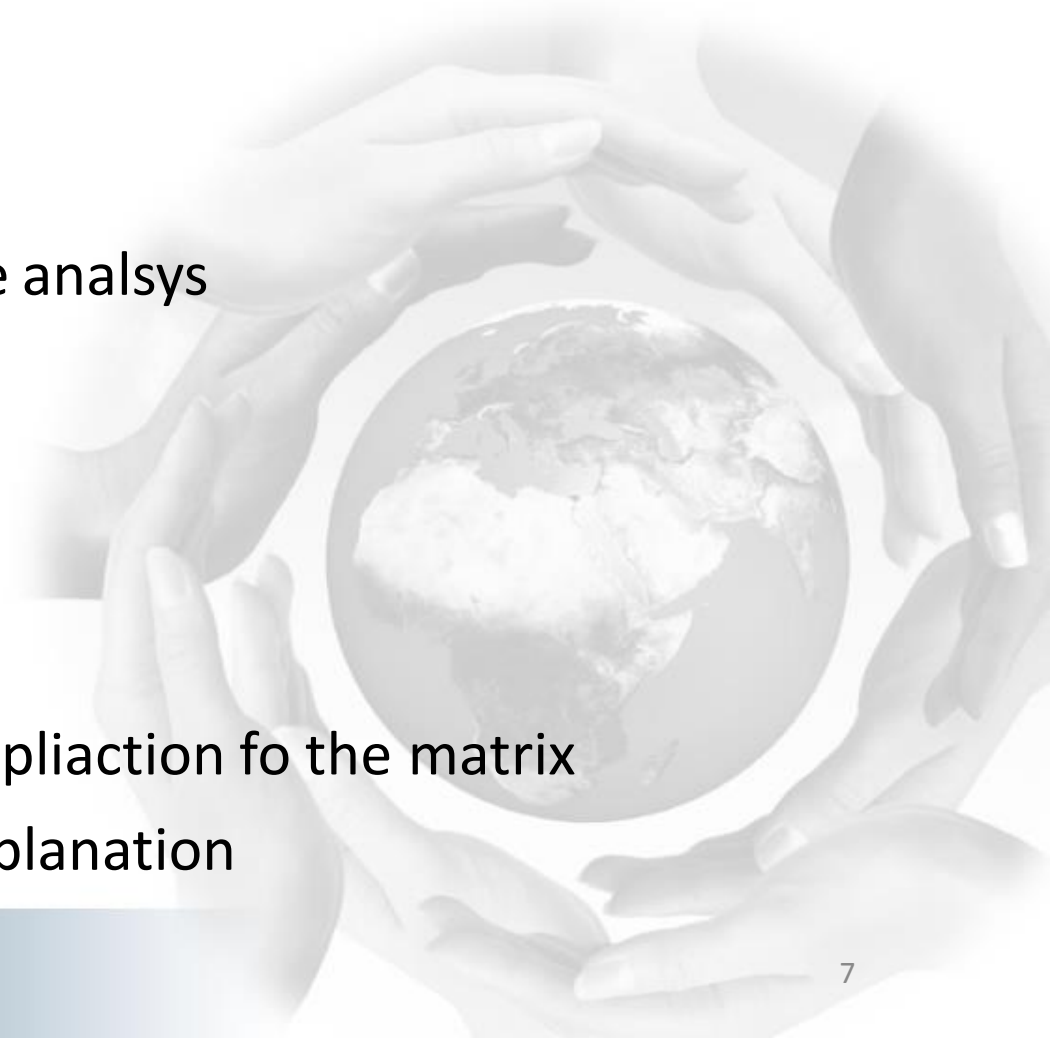 e analsys
pliaction fo the matrix
planation
7